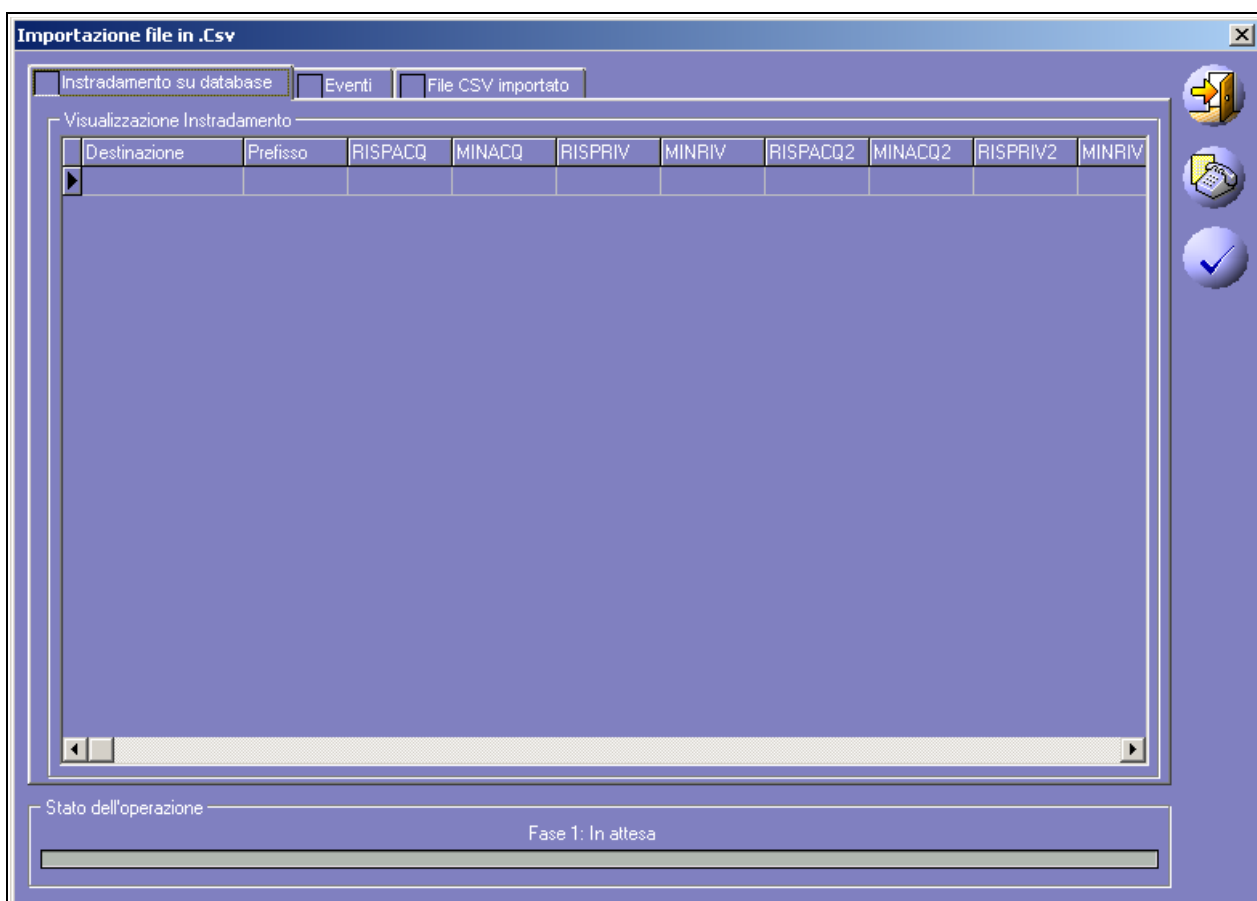 Importazione file in .Csv
Instradamento su database Eventi File CSV importato
Visualizzazione Instradamento
Destinazione Prefisso RISPACQ MINACQ RISPRIV MINRIV RISPACQ2 MINACQ2 RISPRIV2 MINRIV
Stato dell'operazione
Fase 1: In attesa